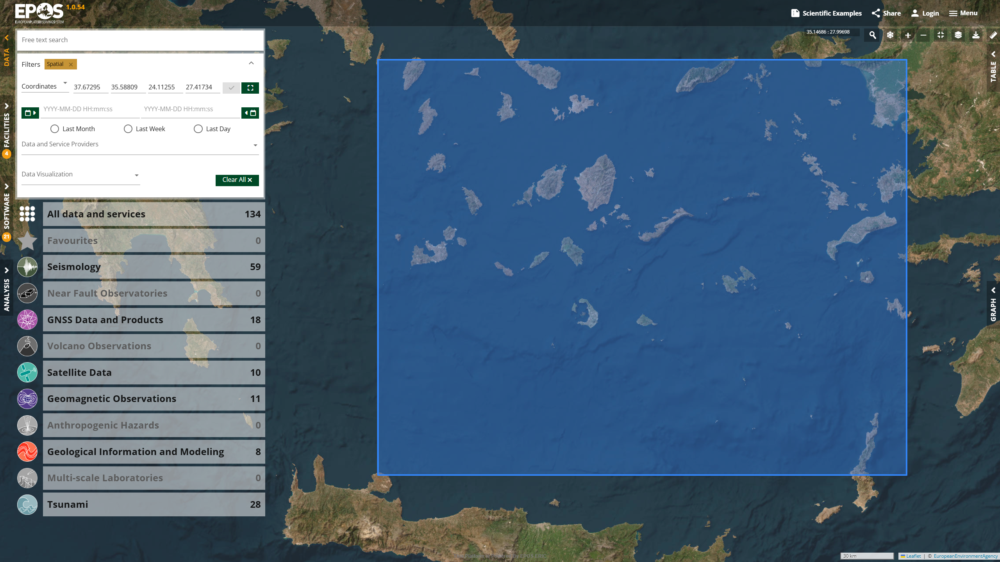 EPOS 1.0.54
EUROPEANPLATEOBSERVINGSYSTEM
Scientific Examples
Share
Login
Menu
35.14686 : 27.99698
DATA
FACILITIES
4
SOFTWARE
21
ANALYSIS
TABLE
GRAPH
Free text search
Filters
Spatial
Coordinates
37.67295
35.58809
24.11255
27.41734
YYYY-MM-DD HH:mm:ss
YYYY-MM-DD HH:mm:ss
Last Month
Last Week
Last Day
Data and Service Providers
Data Visualization
Clear All
All data and services 134
Favourites 0
Seismology 59
Near Fault Observatories 0
GNSS Data and Products 18
Volcano Observations 0
Satellite Data 10
Geomagnetic Observations 11
Anthropogenic Hazards 0
Geological Information and Modeling 8
Multi-scale Laboratories 0
Tsunami 28
Platform is Powered By EPOS ERIC
30 km
Leaflet | © EuropeanEnvironmentAgency